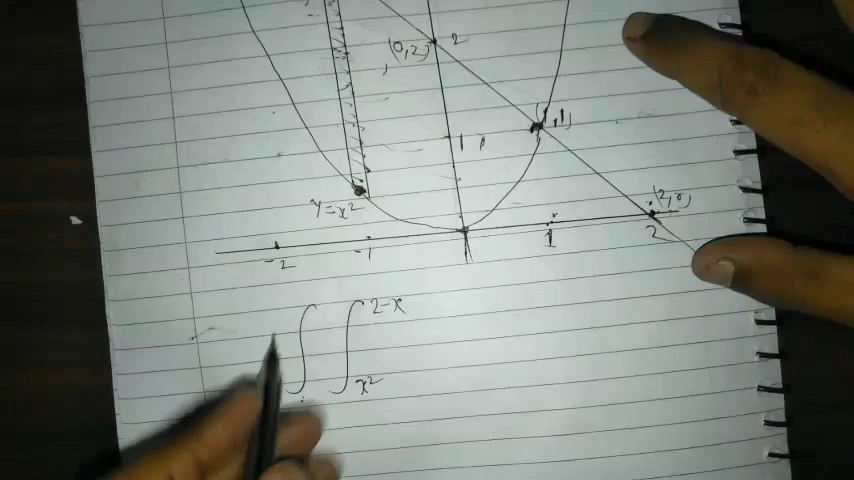 (0,2) 2
(1,1)
1
y=x²
(2,0)
-2 -1 1 2
∫ ∫ 2-x
x²